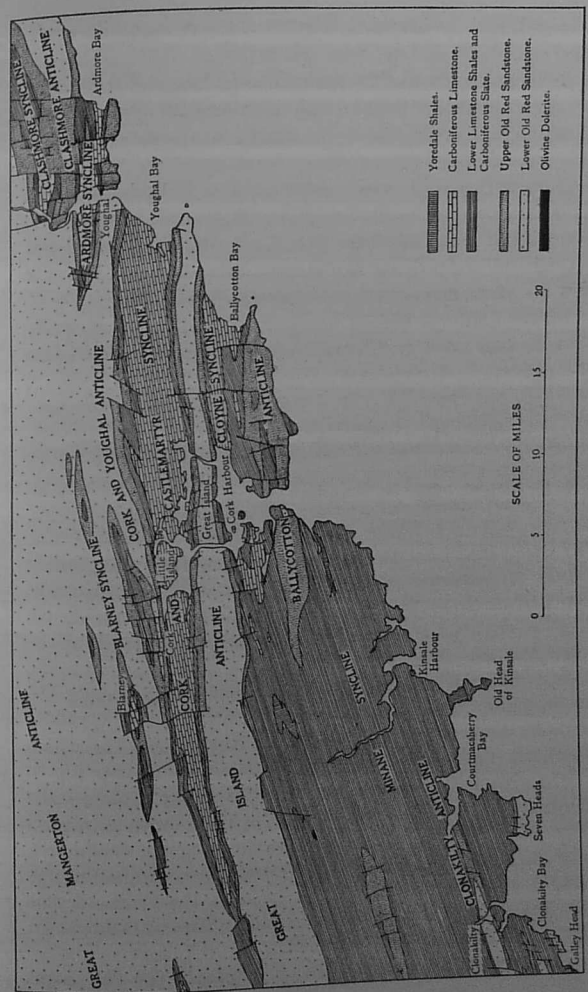 CLASHMORE SYNCLINE
CLASHMORE ANTICLINE
ARDMORE SYNCLINE
Ardmore Bay
Youghal
Youghal Bay
GREAT MANGERTON ANTICLINE
BLARNEY SYNCLINE
Blarney
CORK AND YOUGHAL ANTICLINE
CORK AND CASTLEMARTYR SYNCLINE
Cork
Little Island
Great Island
Cork Harbour
CLOYNE SYNCLINE
Ballycotton Bay
GREAT ISLAND ANTICLINE
BALLYCOTTON ANTICLINE
MINANE SYNCLINE
Kinsale Harbour
Old Head of Kinsale
Courtmacsherry Bay
CLONAKILTY ANTICLINE
Seven Heads
Clonakilty
Clonakilty Bay
Galley Head
Yoredale Shales.
Carboniferous Limestone.
Lower Limestone Shales and
Carboniferous Slate.
Upper Old Red Sandstone.
Lower Old Red Sandstone.
Olivine Dolerite.
0 5 10 15 20
SCALE OF MILES